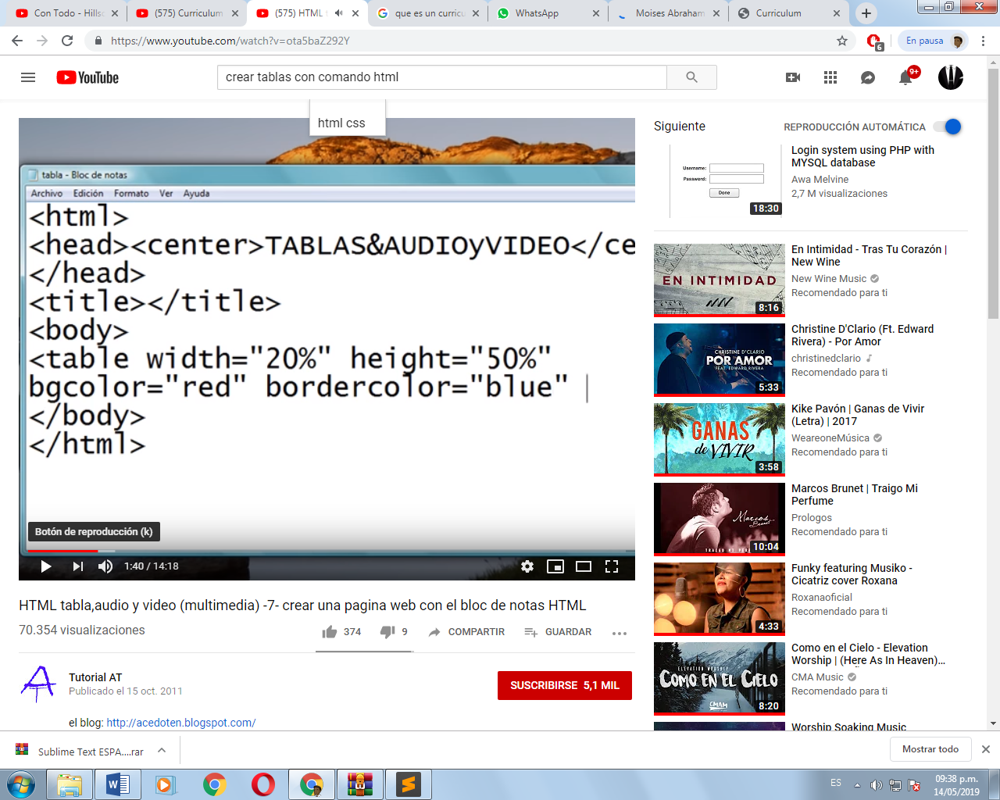 Con Todo - Hills
(575) Curriculum
(575) HTML t
que es un curricu
WhatsApp
Moises Abraham
Curriculum
https://www.youtube.com/watch?v=ota5baZ292Y
6
En pausa
YouTube
crear tablas con comando html
9+
html css
tabla - Bloc de notas
Archivo Edición Formato Ver Ayuda
<html>
<head><center>TABLAS&AUDIOyVIDEO</ce
</head>
<title></title>
<body>
<table width="20%" height="50%"
bgcolor="red" bordercolor="blue"
</body>
</html>
Botón de reproducción (k)
1:40 / 14:18
HTML tabla,audio y video (multimedia) -7- crear una pagina web con el bloc de notas HTML
70.354 visualizaciones
374
9
COMPARTIR
GUARDAR
Tutorial AT
Publicado el 15 oct. 2011
SUSCRIBIRSE 5,1 MIL
el blog: http://acedoten.blogspot.com/
Siguiente
REPRODUCCIÓN AUTOMÁTICA
Username:
Password:
Done
18:30
Login system using PHP with
MYSQL database
Awa Melvine
2,7 M visualizaciones
EN INTIMIDAD
8:16
En Intimidad - Tras Tu Corazón |
New Wine
New Wine Music
Recomendado para ti
CHRISTINE D'CLARIO
POR AMOR
FEAT. EDWARD RIVERA
5:33
Christine D'Clario (Ft. Edward
Rivera) - Por Amor
christinedclario
Recomendado para ti
GANAS
de VIVIR
3:58
Kike Pavón | Ganas de Vivir
(Letra) | 2017
WeareoneMúsica
Recomendado para ti
Marcos
Brunet
TRAIGO MI PER
10:04
Marcos Brunet | Traigo Mi
Perfume
Prologos
Recomendado para ti
4:33
Funky featuring Musiko -
Cicatriz cover Roxana
Roxanaoficial
Recomendado para ti
ELEVATION WORSHIP
COMO EN EL CIELO
CMAM
8:20
Como en el Cielo - Elevation
Worship | (Here As In Heaven)...
CMA Music
Recomendado para ti
Worship Soaking Music
Sublime Text ESPA....rar
Mostrar todo
ES
09:38 p.m.
14/05/2019